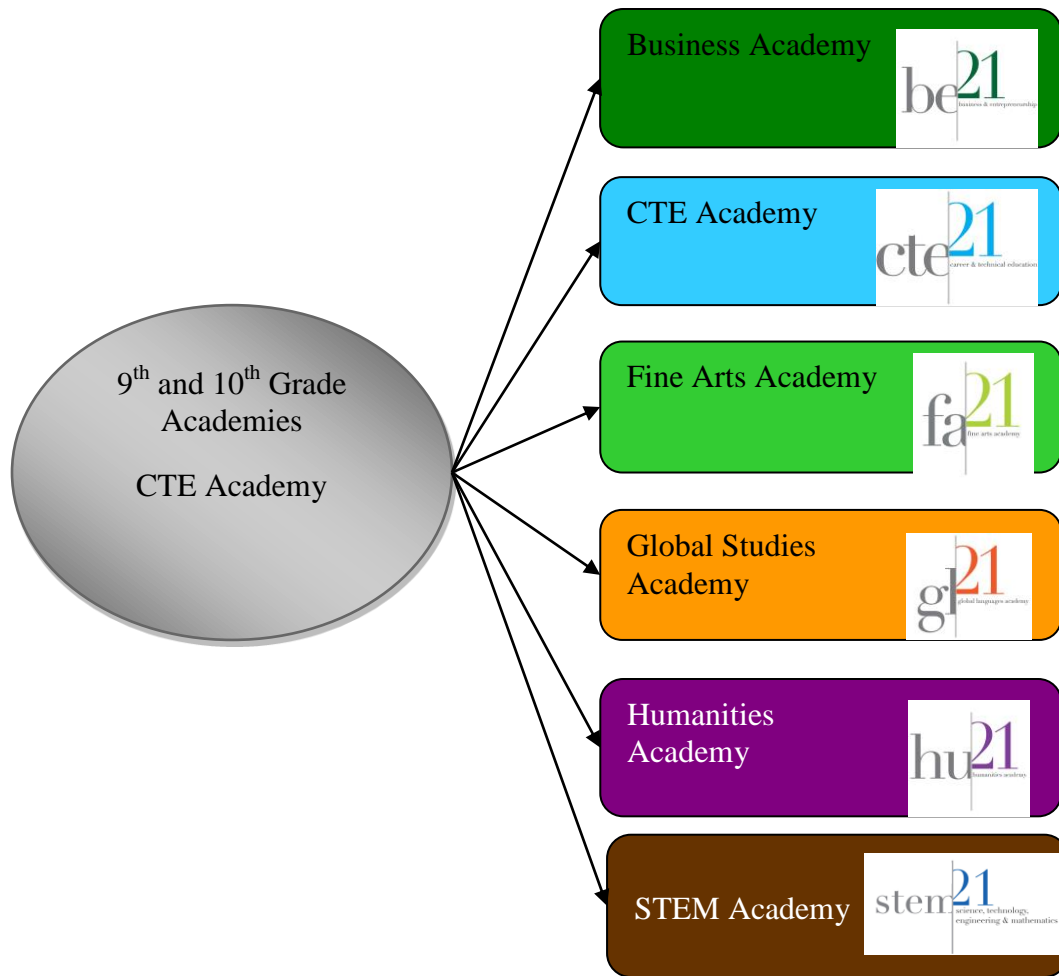 9th and 10th Grade
Academies
CTE Academy
Business Academy
be21
business & entrepreneurship
CTE Academy
cte21
career & technical education
Fine Arts Academy
fa21
fine arts academy
Global Studies
Academy
gl21
global languages academy
Humanities
Academy
hu21
humanities academy
STEM Academy
stem21
science, technology,
engineering & mathematics